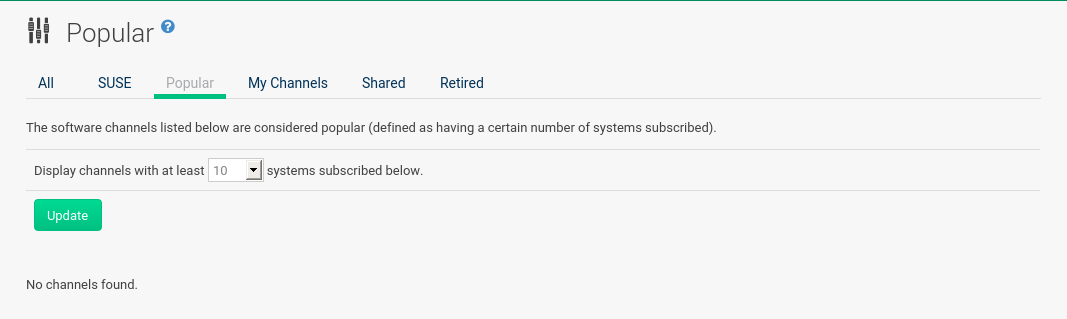 Popular ?
All SUSE Popular My Channels Shared Retired
The software channels listed below are considered popular (defined as having a certain number of systems subscribed).
Display channels with at least 10 systems subscribed below.
Update
No channels found.